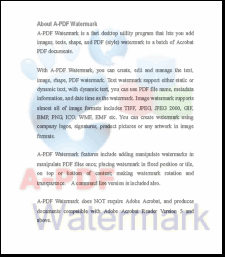 About A-PDF Watermark
A-PDF Watermark is a fast desktop utility program that lets you add
images, texts, shape, and PDF (style) watermark to a batch of Acrobat
PDF documents.
With A-PDF Watermark, you can create, edit and manage the text,
image, shape, PDF watermark. Text watermark support either static or
dynamic text, with dynamic text, you can use PDF file name, metadata
information, and date time as the watermark. Image watermark supports
almost all of image formats includes TIFF, JPEG, JPEG 2000, GIF,
BMP, PNG, ICO, WMF, EMF etc. You can create watermark using
company logos, signatures, product pictures or any artwork in image
formats.
A-PDF Watermark features include adding manipulate watermarks in
manipulate PDF files once; placing watermark in fixed position or tile,
on top or bottom of content; making watermark rotation and
transparence. A command line version is included also.
A-PDF Watermark does NOT require Adobe Acrobat, and produces
documents compatible with Adobe Acrobat Reader Version 5 and
above.
A-PDF
Watermark